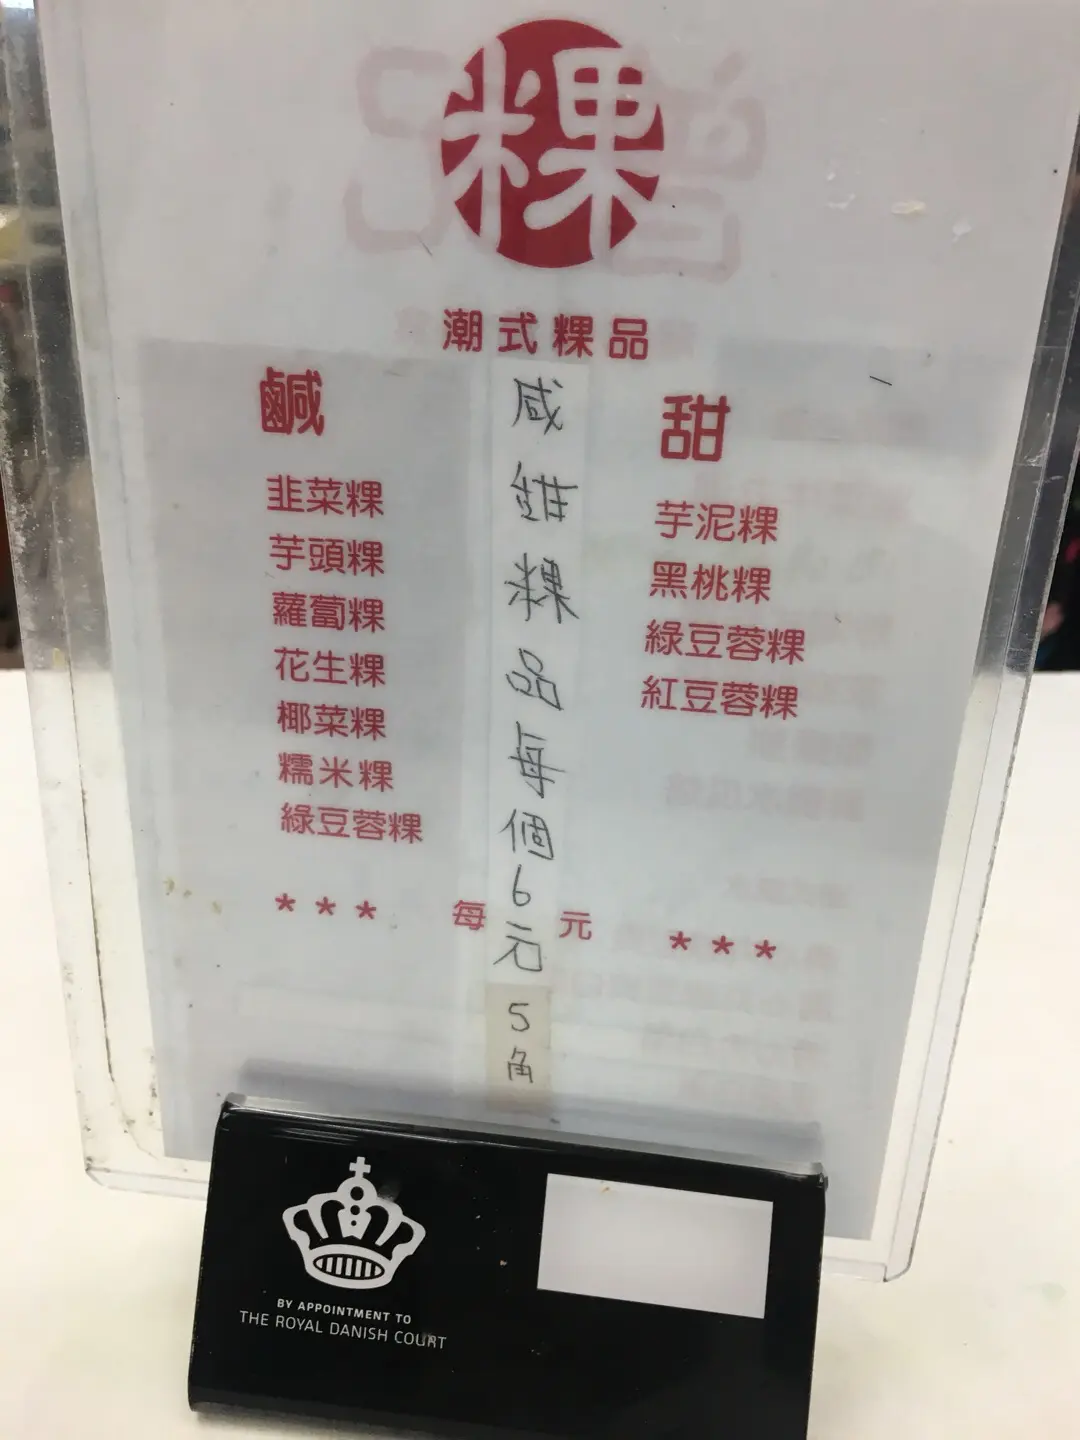 粿
潮式粿品
鹹
韭菜粿
芋頭粿
蘿蔔粿
花生粿
椰菜粿
糯米粿
綠豆蓉粿
咸甜粿品每個6元
5角
甜
芋泥粿
黑桃粿
綠豆蓉粿
紅豆蓉粿
*** 每 元 ***
BY APPOINTMENT TO
THE ROYAL DANISH COURT